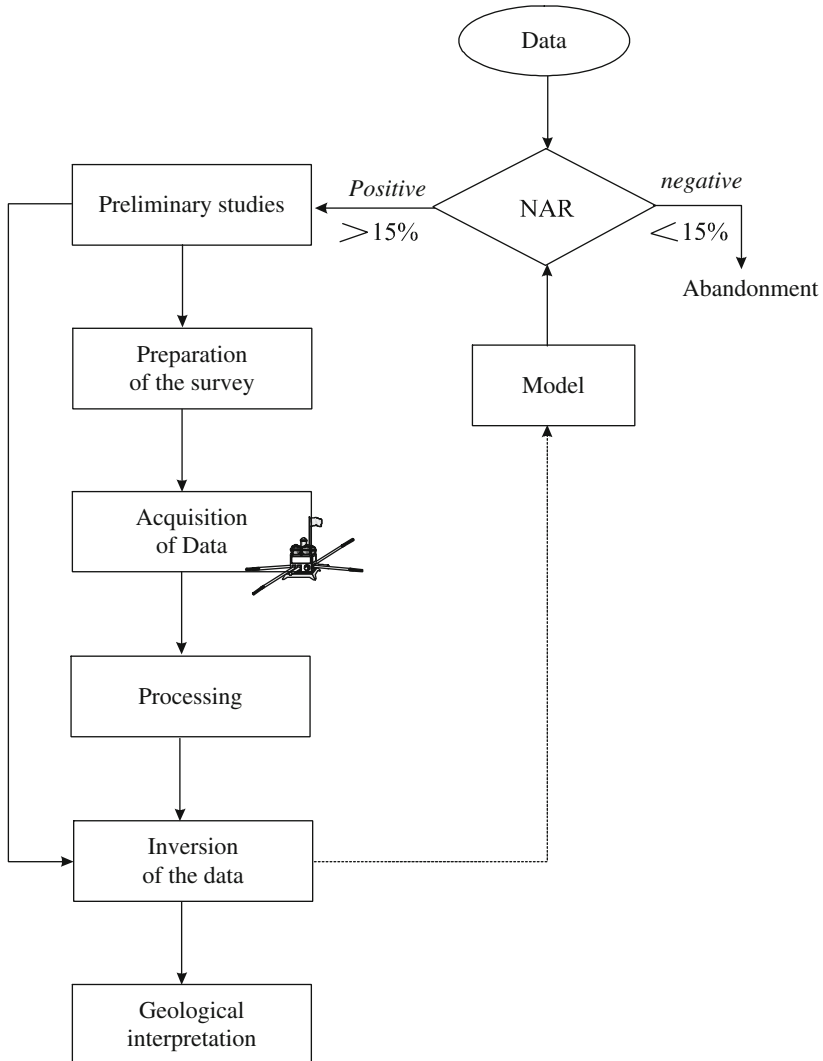 Data
Preliminary studies
Positive
>15%
NAR
negative
<15%
Abandonment
Preparation
of the survey
Model
Acquisition
of Data
Processing
Inversion
of the data
Geological
interpretation